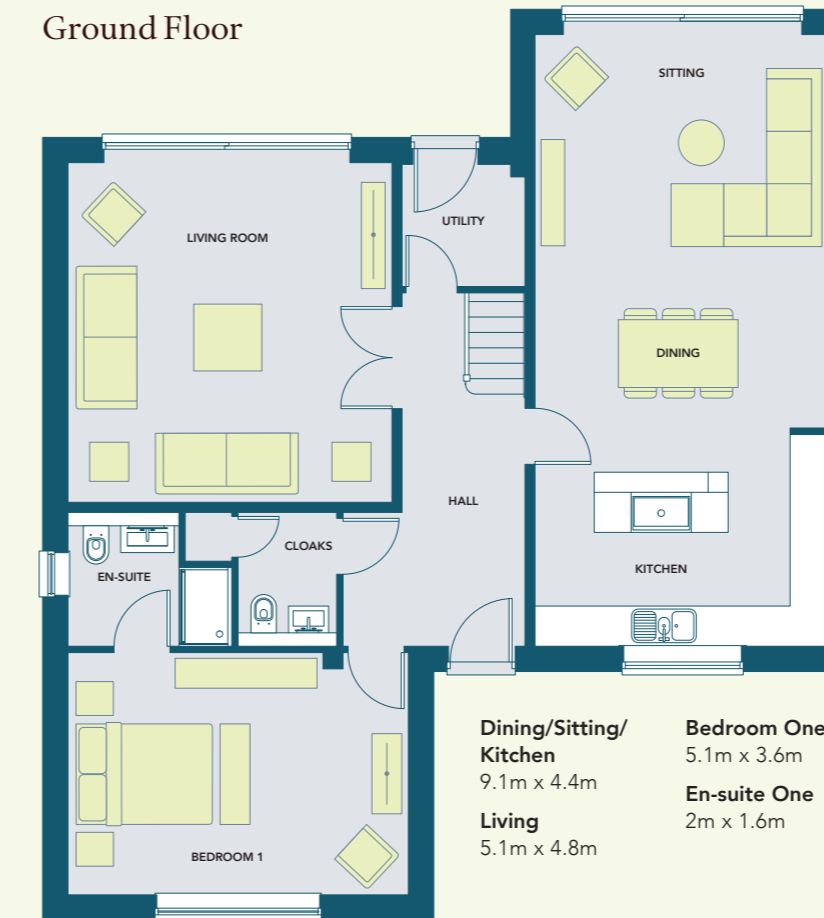 Ground Floor
SITTING
LIVING ROOM
UTILITY
DINING
HALL
CLOAKS
EN-SUITE
KITCHEN
BEDROOM 1
Dining/Sitting/
Kitchen
9.1m x 4.4m
Living
5.1m x 4.8m
Bedroom One
5.1m x 3.6m
En-suite One
2m x 1.6m